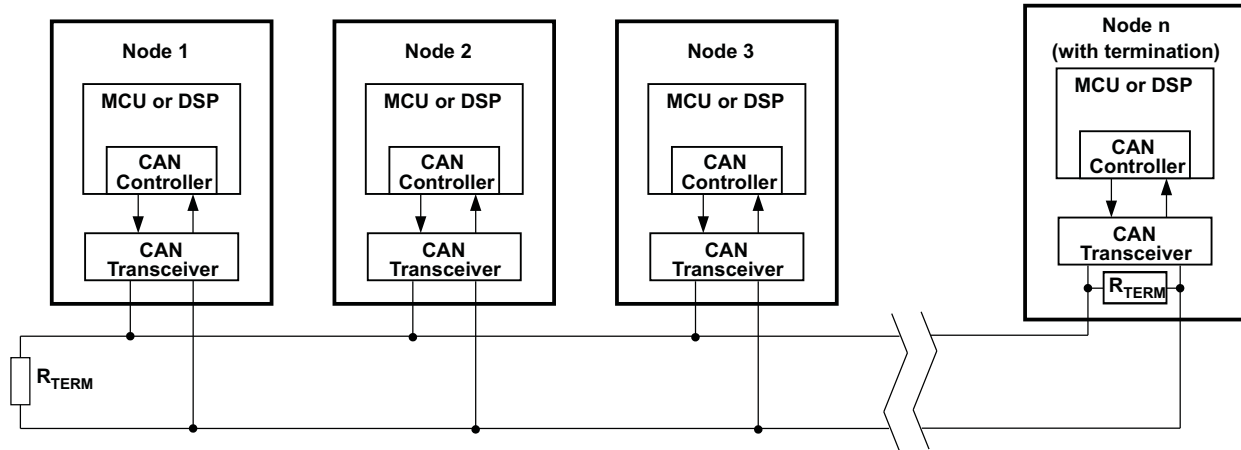 Node 1
MCU or DSP
CAN
Controller
CAN
Transceiver
Node 2
MCU or DSP
CAN
Controller
CAN
Transceiver
Node 3
MCU or DSP
CAN
Controller
CAN
Transceiver
Node n
(with termination)
MCU or DSP
CAN
Controller
CAN
Transceiver
RTERM
RTERM